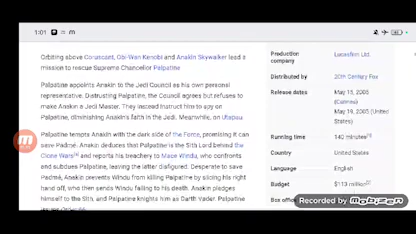 1:01
Orbiting above Coruscant, Obi-Wan Kenobi and Anakin Skywalker lead a
mission to rescue Supreme Chancellor Palpatine
Palpatine appoints Anakin to the Jedi Council as his own personal
representative. Distrusting Palpatine, the Council agrees but refuses to
make Anakin a Jedi Master. They instead instruct him to spy on
Palpatine, diminishing Anakin's faith in the Jedi. Meanwhile, on Utapau
Palpatine tempts Anakin with the dark side of the Force, promising it can
save Padmé. Anakin deduces that Palpatine is the Sith Lord behind the
Clone Wars and reports his treachery to Mace Windu, who confronts
and subdues Palpatine, leaving the latter disfigured. Desperate to save
Padmé, Anakin prevents Windu from killing Palpatine by slicing his right
hand off, who then sends Windu falling to his death. Anakin pledges
himself to the Sith, and Palpatine knights him as Darth Vader. Palpatine
issues Order
Production
company
Lucasfilm Ltd.
Distributed by
20th Century Fox
Release dates
May 15, 2005
(Cannes)
May 19, 2005 (United
States)
Running time
140 minutes
Country
United States
Language
English
Budget
$113 million
Box office
Recorded by mobizen